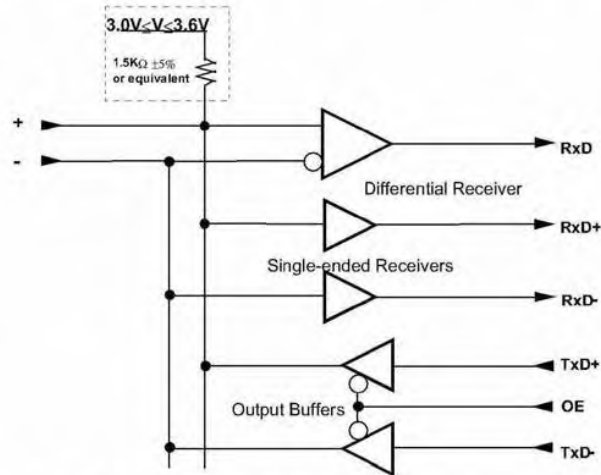 3.0V≤V≤3.6V
1.5KΩ ±5%
or equivalent
+
-
RxD
Differential Receiver
RxD+
Single-ended Receivers
RxD-
TxD+
Output Buffers
OE
TxD-